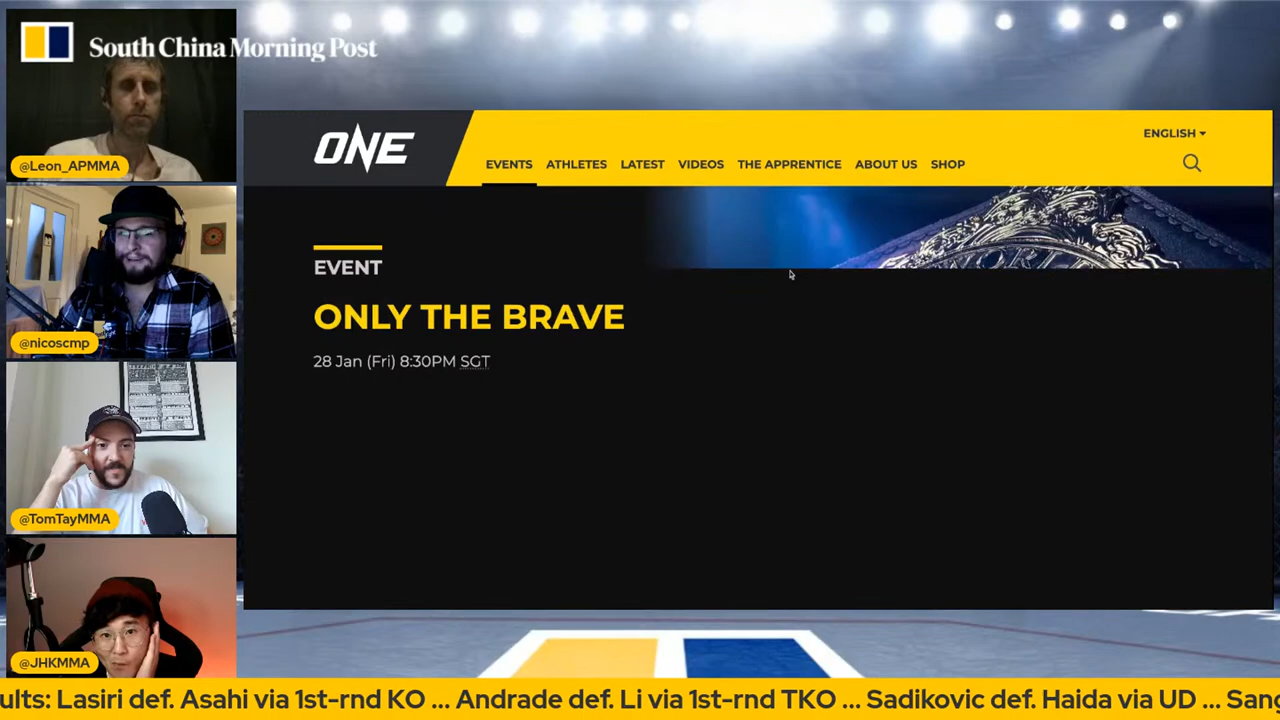 South China Morning Post
@Leon_APMMA
@nicoscmp
@TomTayMMA
@JHKMMA
ONE
EVENTS ATHLETES LATEST VIDEOS THE APPRENTICE ABOUT US SHOP
ENGLISH
EVENT
ONLY THE BRAVE
28 Jan (Fri) 8:30PM SGT
ults: Lasiri def. Asahi via 1st-rnd KO ... Andrade def. Li via 1st-rnd TKO ... Sadikovic def. Haida via UD ... Sang